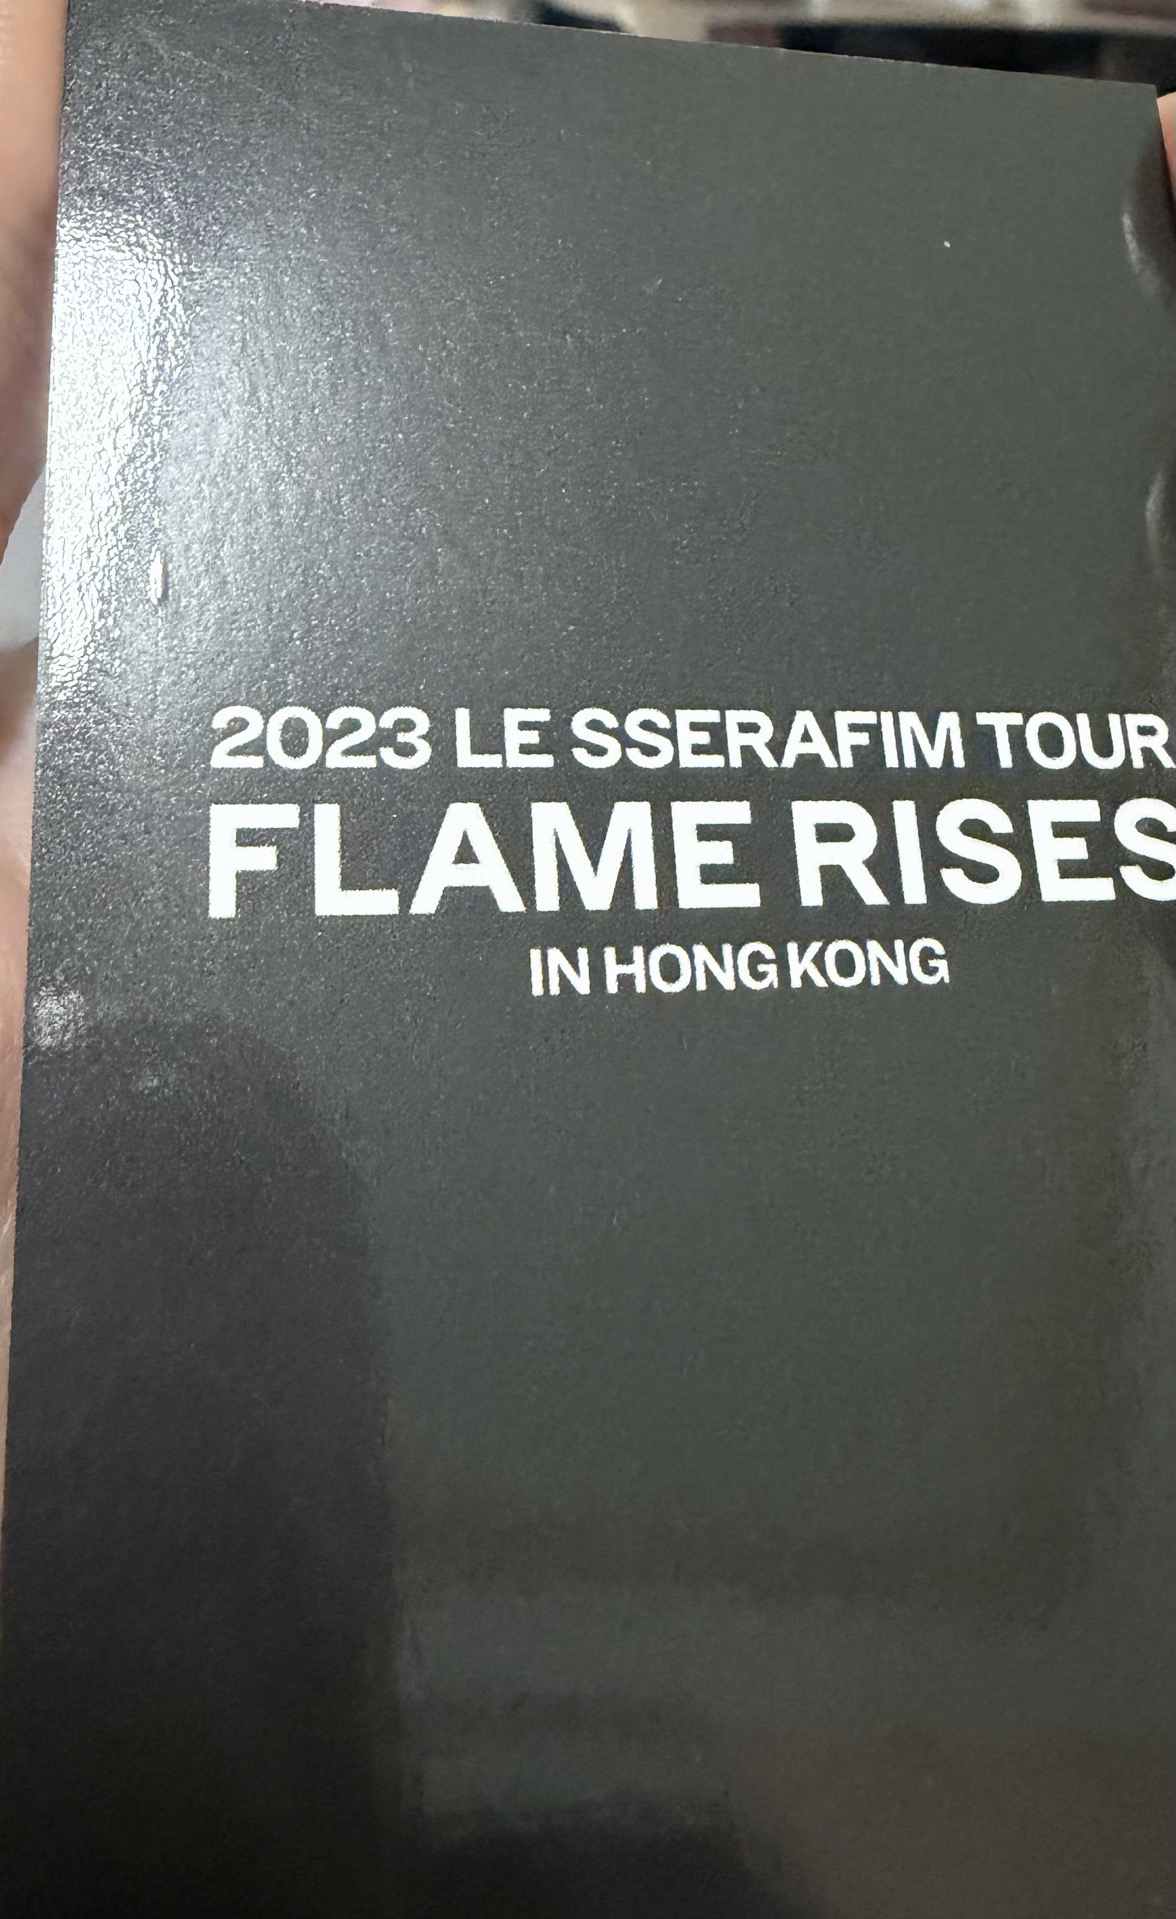 2023 LE SSERAFIM TOUR
FLAME RISES
IN HONG KONG